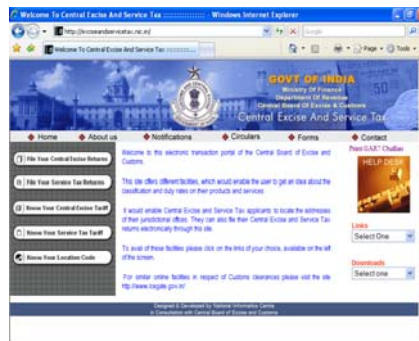 Welcome To Central Excise And Service Tax :::::::::::::::: - Windows Internet Explorer
Google
Welcome To Central Excise And Service Tax
Page
Tools
GOVT OF INDIA
Ministry Of Finance
Department Of Revenue
Central Board Of Excise & Customs
Central Excise And Service Tax
Home
About us
Notifications
Circulars
Forms
Contact
File Your Central Excise Returns
File Your Service Tax Returns
Know Your Central Excise Tariff
Know Your Service Tax Tariff
Know Your Location Code
Welcome to this electronic transaction portal of the Central Board of Excise and
Customs.
This site offers different facilities, which would enable the user to get an idea about the
classification and duty rates on their products and services
It would enable Central Excise and Service Tax applicants to locate the addresses
of their jurisdictional offices. They can also file their Central Excise and Service Tax
returns electronically through this site.
To avail of these facilities please click on the links of your choice, available on the left
of the screen.
For similar online facilities in respect of Customs clearances please visit the site
http://www.icegate.gov.in/
Print GAR7 Challan
HELP DESK
Links
Select One
Downloads
Select one
Designed & Developed by National Informatics Centre
in Consultation with Central Board of Excise and Customs